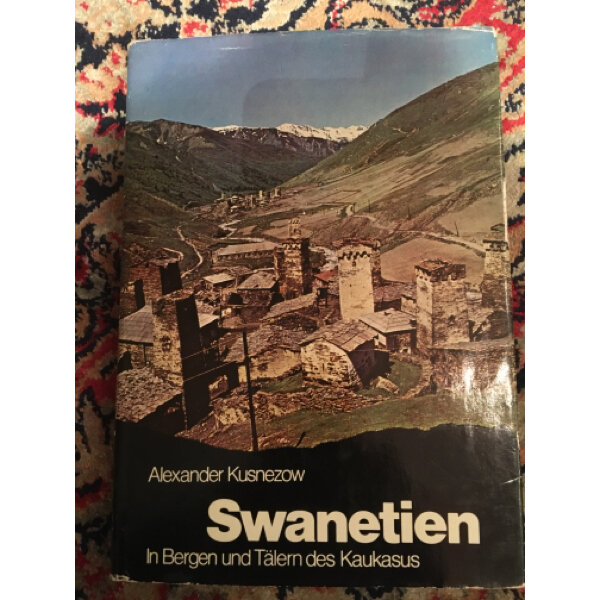 Alexander Kusnezow
Swanetien
In Bergen und Tälern des Kaukasus